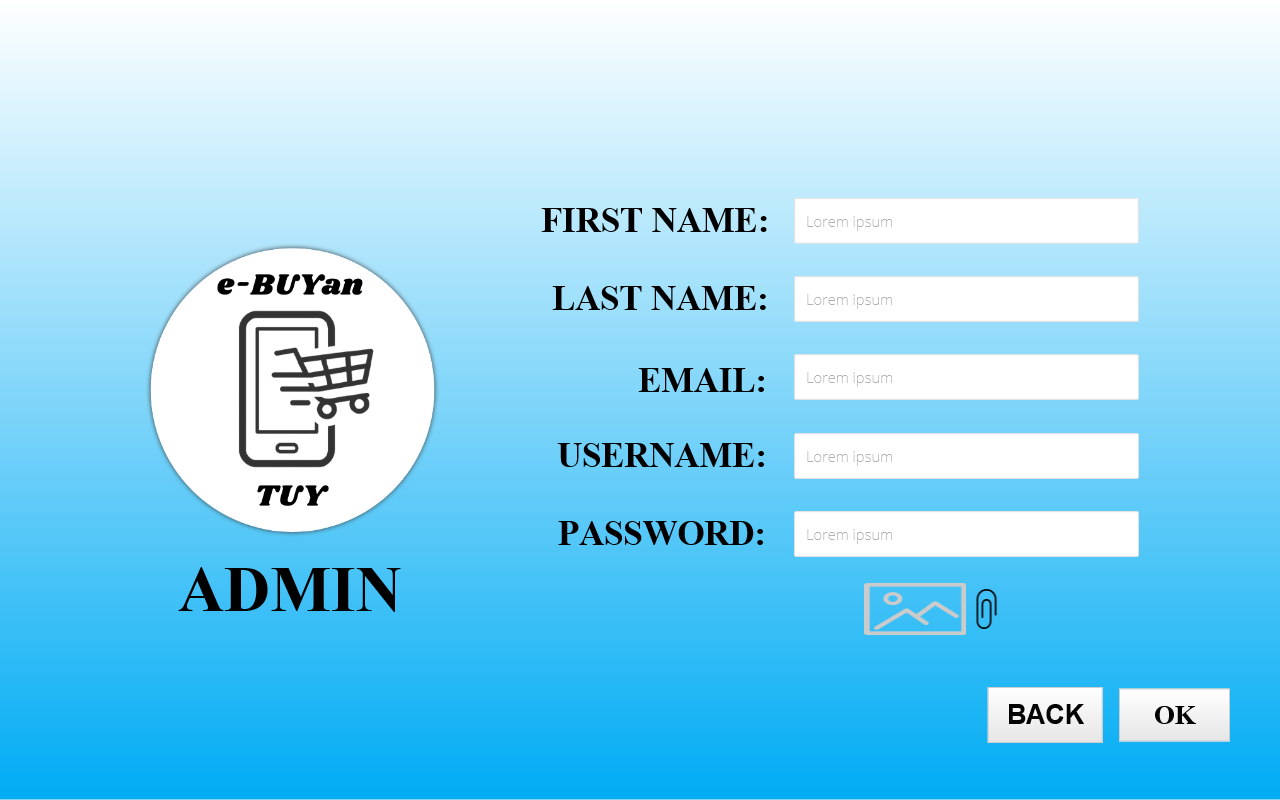 e-BUYan
TUY
ADMIN
FIRST NAME: Lorem ipsum
LAST NAME: Lorem ipsum
EMAIL: Lorem ipsum
USERNAME: Lorem ipsum
PASSWORD: Lorem ipsum
BACK OK